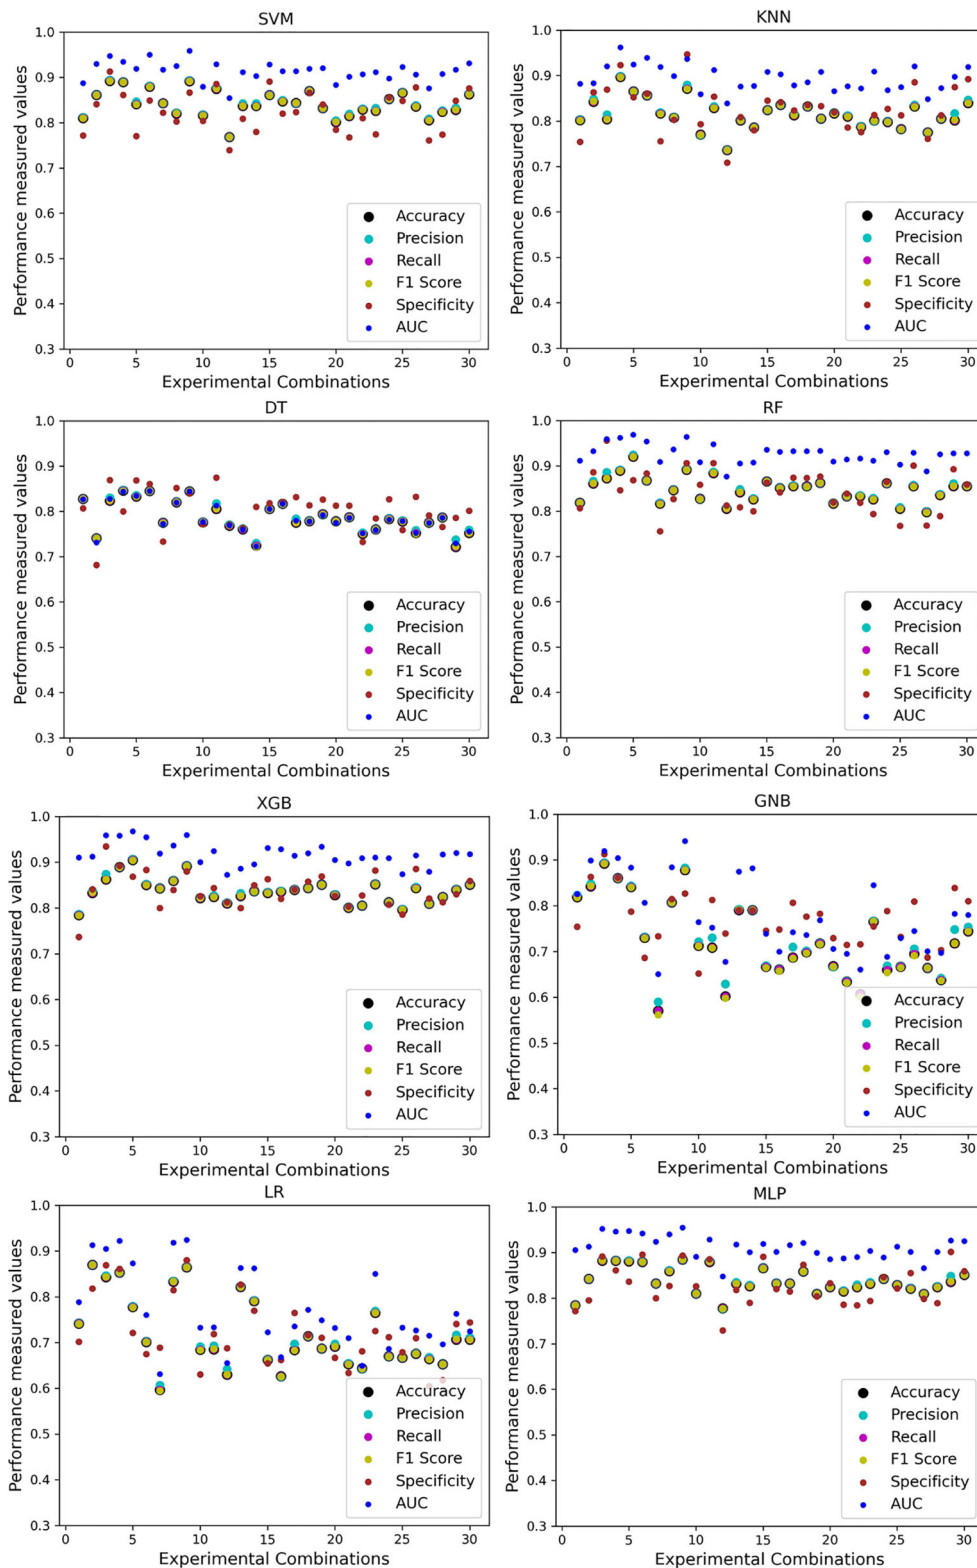 SVM
Performance measured values
1.0
0.9
0.8
0.7
0.6
0.5
0.4
0.3
Accuracy
Precision
Recall
F1 Score
Specificity
AUC
0 5 10 15 20 25 30
Experimental Combinations
KNN
Performance measured values
1.0
0.9
0.8
0.7
0.6
0.5
0.4
0.3
Accuracy
Precision
Recall
F1 Score
Specificity
AUC
0 5 10 15 20 25 30
Experimental Combinations
DT
Performance measured values
1.0
0.9
0.8
0.7
0.6
0.5
0.4
0.3
Accuracy
Precision
Recall
F1 Score
Specificity
AUC
0 5 10 15 20 25 30
Experimental Combinations
RF
Performance measured values
1.0
0.9
0.8
0.7
0.6
0.5
0.4
0.3
Accuracy
Precision
Recall
F1 Score
Specificity
AUC
0 5 10 15 20 25 30
Experimental Combinations
XGB
Performance measured values
1.0
0.9
0.8
0.7
0.6
0.5
0.4
0.3
Accuracy
Precision
Recall
F1 Score
Specificity
AUC
0 5 10 15 20 25 30
Experimental Combinations
GNB
Performance measured values
1.0
0.9
0.8
0.7
0.6
0.5
0.4
0.3
Accuracy
Precision
Recall
F1 Score
Specificity
AUC
0 5 10 15 20 25 30
Experimental Combinations
LR
Performance measured values
1.0
0.9
0.8
0.7
0.6
0.5
0.4
0.3
Accuracy
Precision
Recall
F1 Score
Specificity
AUC
0 5 10 15 20 25 30
Experimental Combinations
MLP
Performance measured values
1.0
0.9
0.8
0.7
0.6
0.5
0.4
0.3
Accuracy
Precision
Recall
F1 Score
Specificity
AUC
0 5 10 15 20 25 30
Experimental Combinations